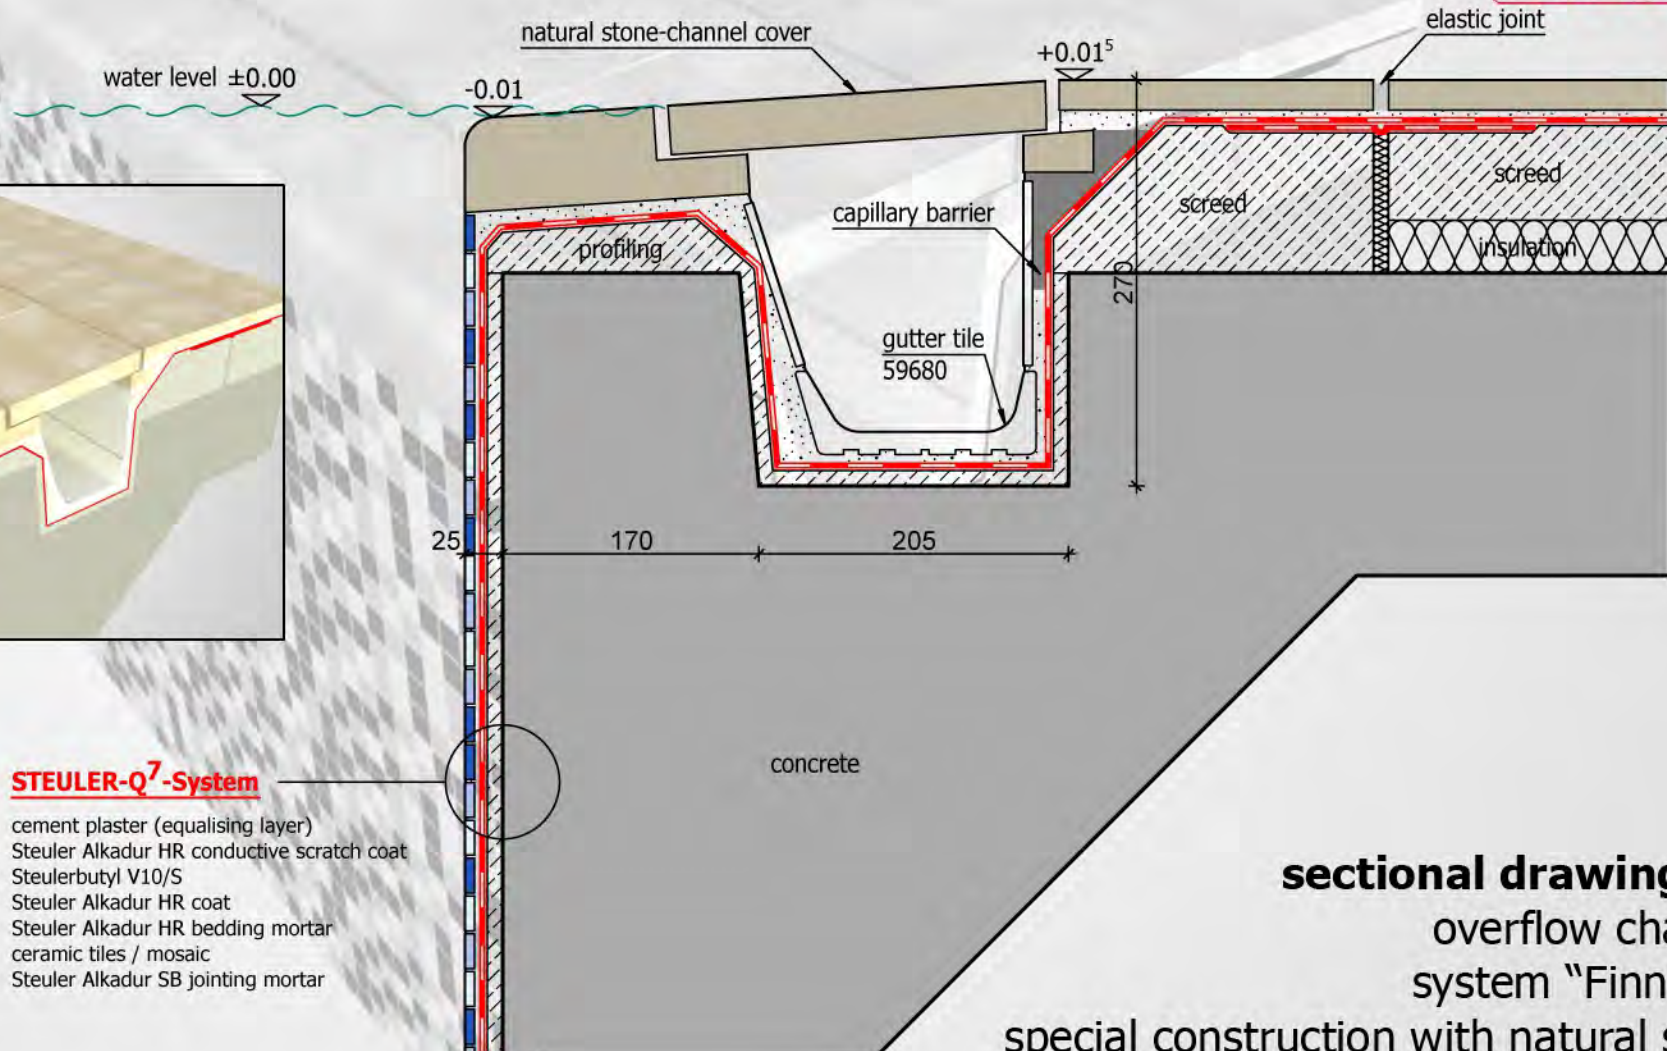 natural stone-channel cover
elastic joint
water level ±0.00
-0.01
+0.01⁵
screed
screed
capillary barrier
profiling
insulation
270
gutter tile
59680
25
170
205
concrete
STEULER-Q⁷-System
cement plaster (equalising layer)
Steuler Alkadur HR conductive scratch coat
Steulerbutyl V10/S
Steuler Alkadur HR coat
Steuler Alkadur HR bedding mortar
ceramic tiles / mosaic
Steuler Alkadur SB jointing mortar
sectional drawing
overflow cha
system “Finn
special construction with natural s